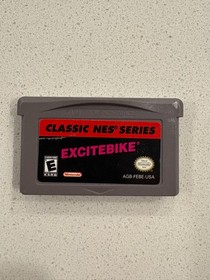 CLASSIC NES SERIES
EXCITEBIKE
E
Nintendo
AGB-FEBE-USA